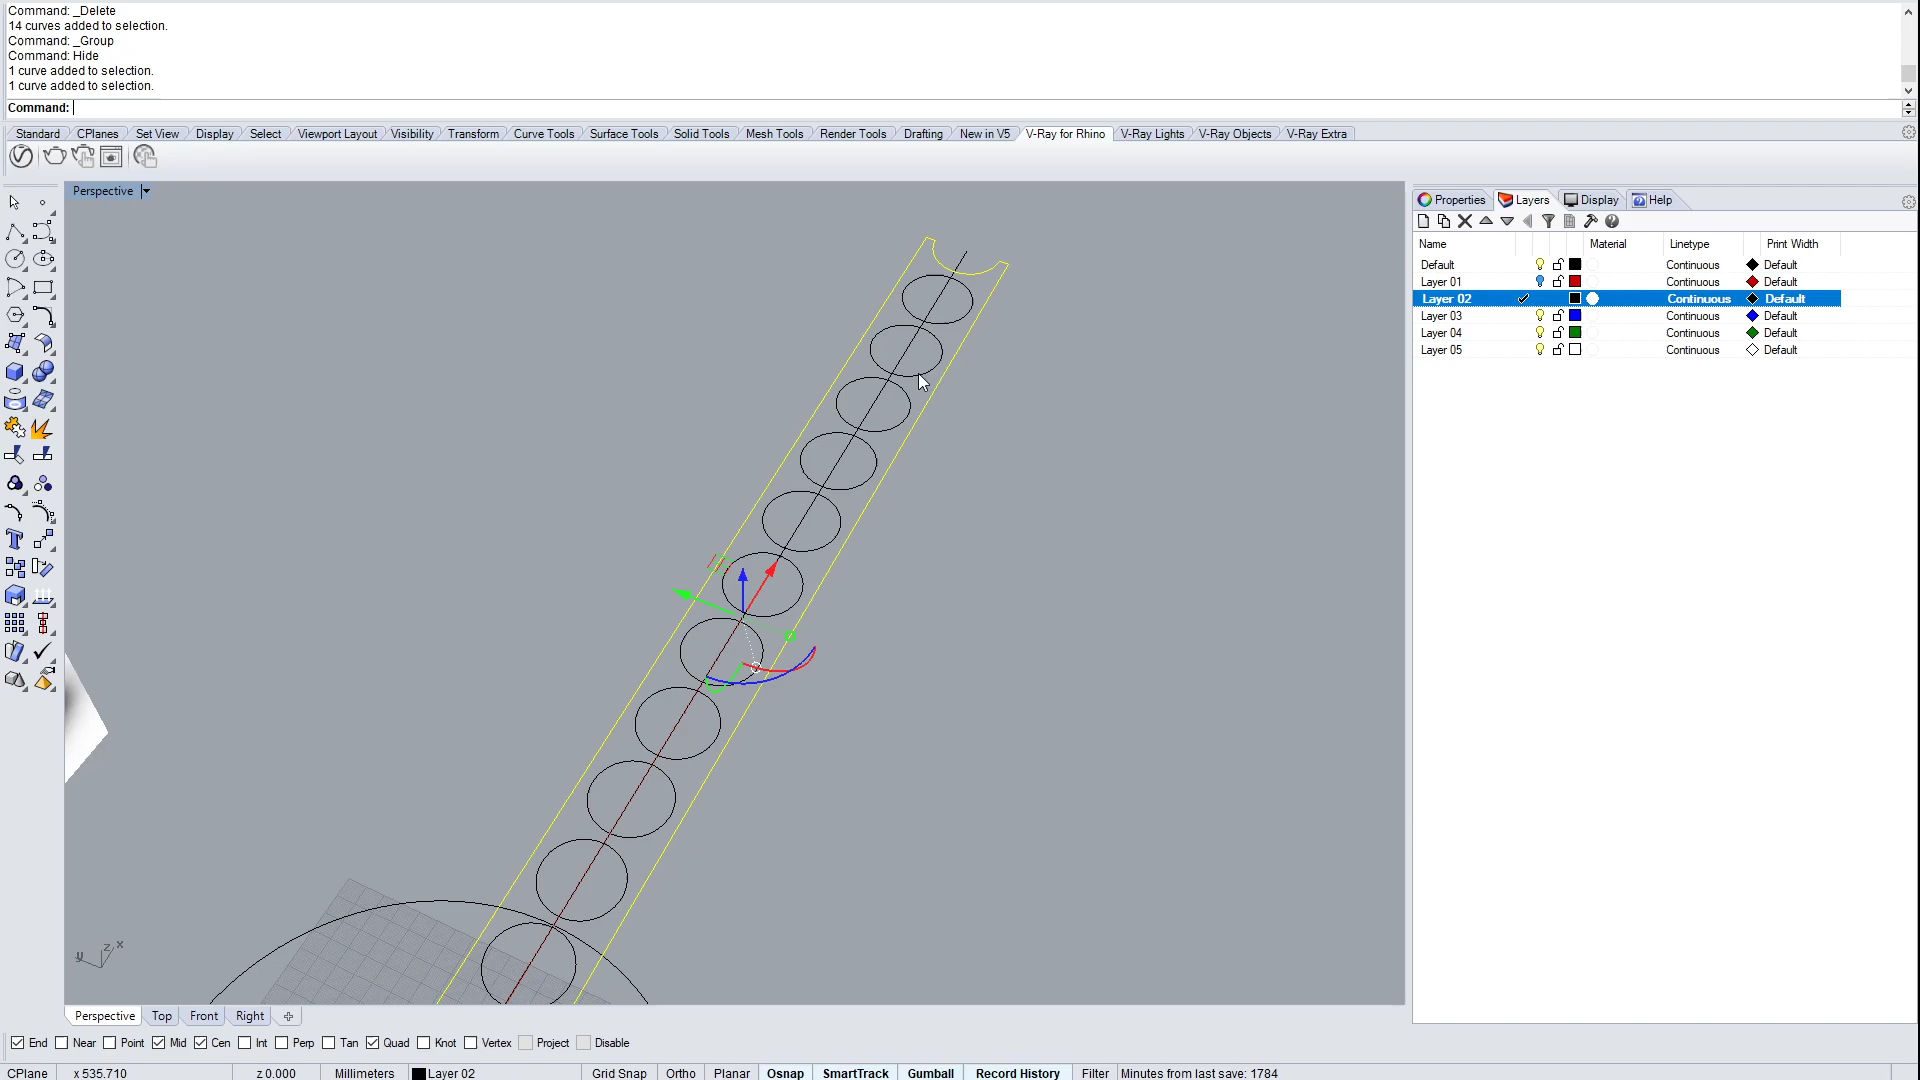 Command: _Delete
14 curves added to selection.
Command: _Group
Command: Hide
1 curve added to selection.
1 curve added to selection.
Command:
Standard CPlanes Set View Display Select Viewport Layout Visibility Transform Curve Tools Surface Tools Solid Tools Mesh Tools Render Tools Drafting New in V5 V-Ray for Rhino V-Ray Lights V-Ray Objects V-Ray Extra
Perspective
Properties Layers Display Help
Name Material Linetype Print Width
Default Continuous Default
Layer 01 Continuous Default
Layer 02 Continuous Default
Layer 03 Continuous Default
Layer 04 Continuous Default
Layer 05 Continuous Default
y z x
Perspective Top Front Right
End Near Point Mid Cen Int Perp Tan Quad Knot Vertex Project Disable
CPlane x 535.710 z 0.000 Millimeters Layer 02 Grid Snap Ortho Planar Osnap SmartTrack Gumball Record History Filter Minutes from last save: 1784